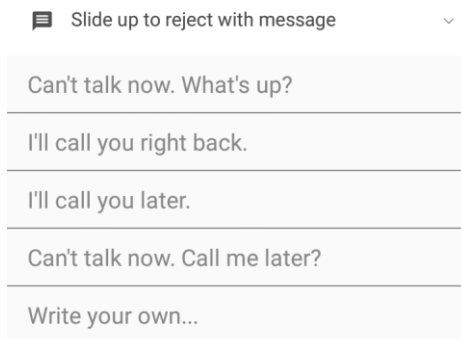 Slide up to reject with message
Can't talk now. What's up?
I'll call you right back.
I'll call you later.
Can't talk now. Call me later?
Write your own...